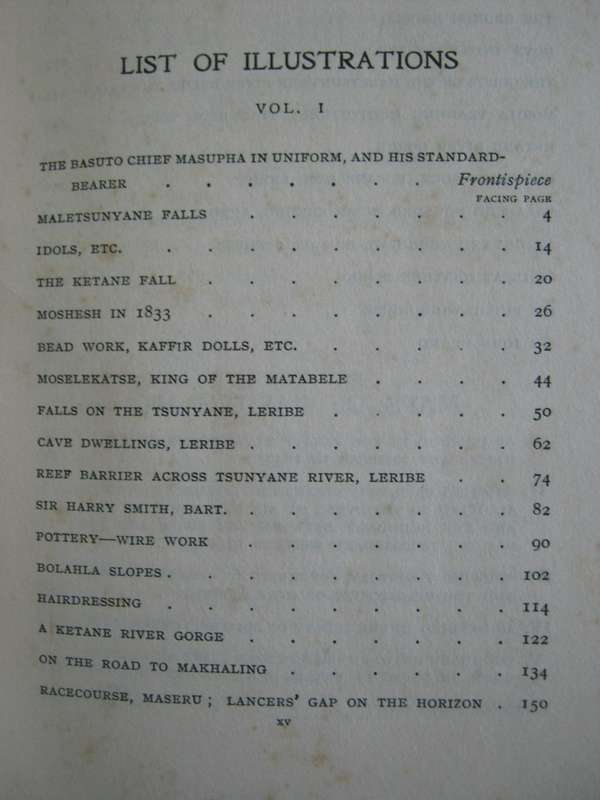 LIST OF ILLUSTRATIONS
VOL. I
THE BASUTO CHIEF MASUPHA IN UNIFORM, AND HIS STANDARD-
BEARER . . . . . . . Frontispiece
FACING PAGE
MALETSUNYANE FALLS . . . . . . . 4
IDOLS, ETC. . . . . . . . . 14
THE KETANE FALL . . . . . . . . 20
MOSHESH IN 1833 . . . . . . . . 26
BEAD WORK, KAFFIR DOLLS, ETC. . . . . . 32
MOSELEKATSE, KING OF THE MATABELE . . . . 44
FALLS ON THE TSUNYANE, LERIBE . . . . . 50
CAVE DWELLINGS, LERIBE . . . . . . . 62
REEF BARRIER ACROSS TSUNYANE RIVER, LERIBE . . 74
SIR HARRY SMITH, BART. . . . . . . . 82
POTTERY—WIRE WORK . . . . . . . 90
BOLAHLA SLOPES . . . . . . . . . 102
HAIRDRESSING . . . . . . . . . 114
A KETANE RIVER GORGE . . . . . . . 122
ON THE ROAD TO MAKHALING . . . . . . 134
RACECOURSE, MASERU; LANCERS' GAP ON THE HORIZON . 150
xv